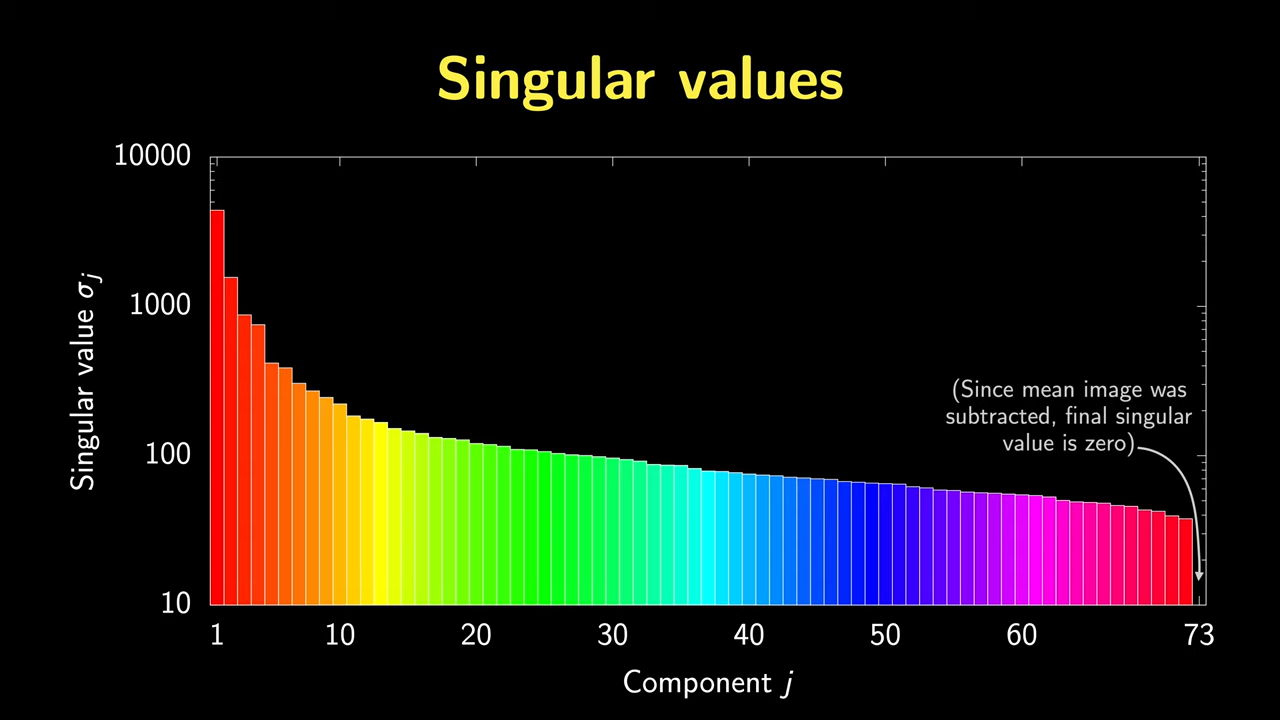 Singular values
10000
1000
100
10
Singular value σj
(Since mean image was
subtracted, final singular
value is zero)
1 10 20 30 40 50 60 73
Component j